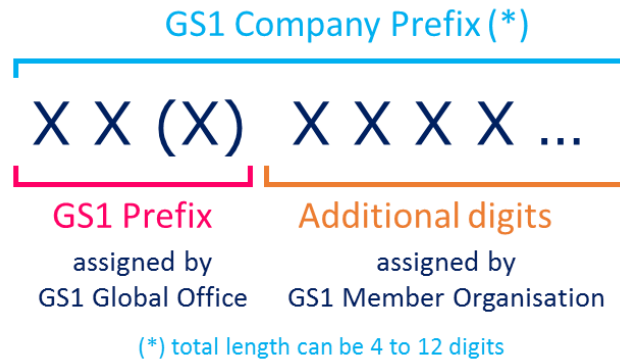 GS1 Company Prefix (*)
X X (X) X X X X ...
GS1 Prefix
Additional digits
assigned by
GS1 Global Office
assigned by
GS1 Member Organisation
(*) total length can be 4 to 12 digits